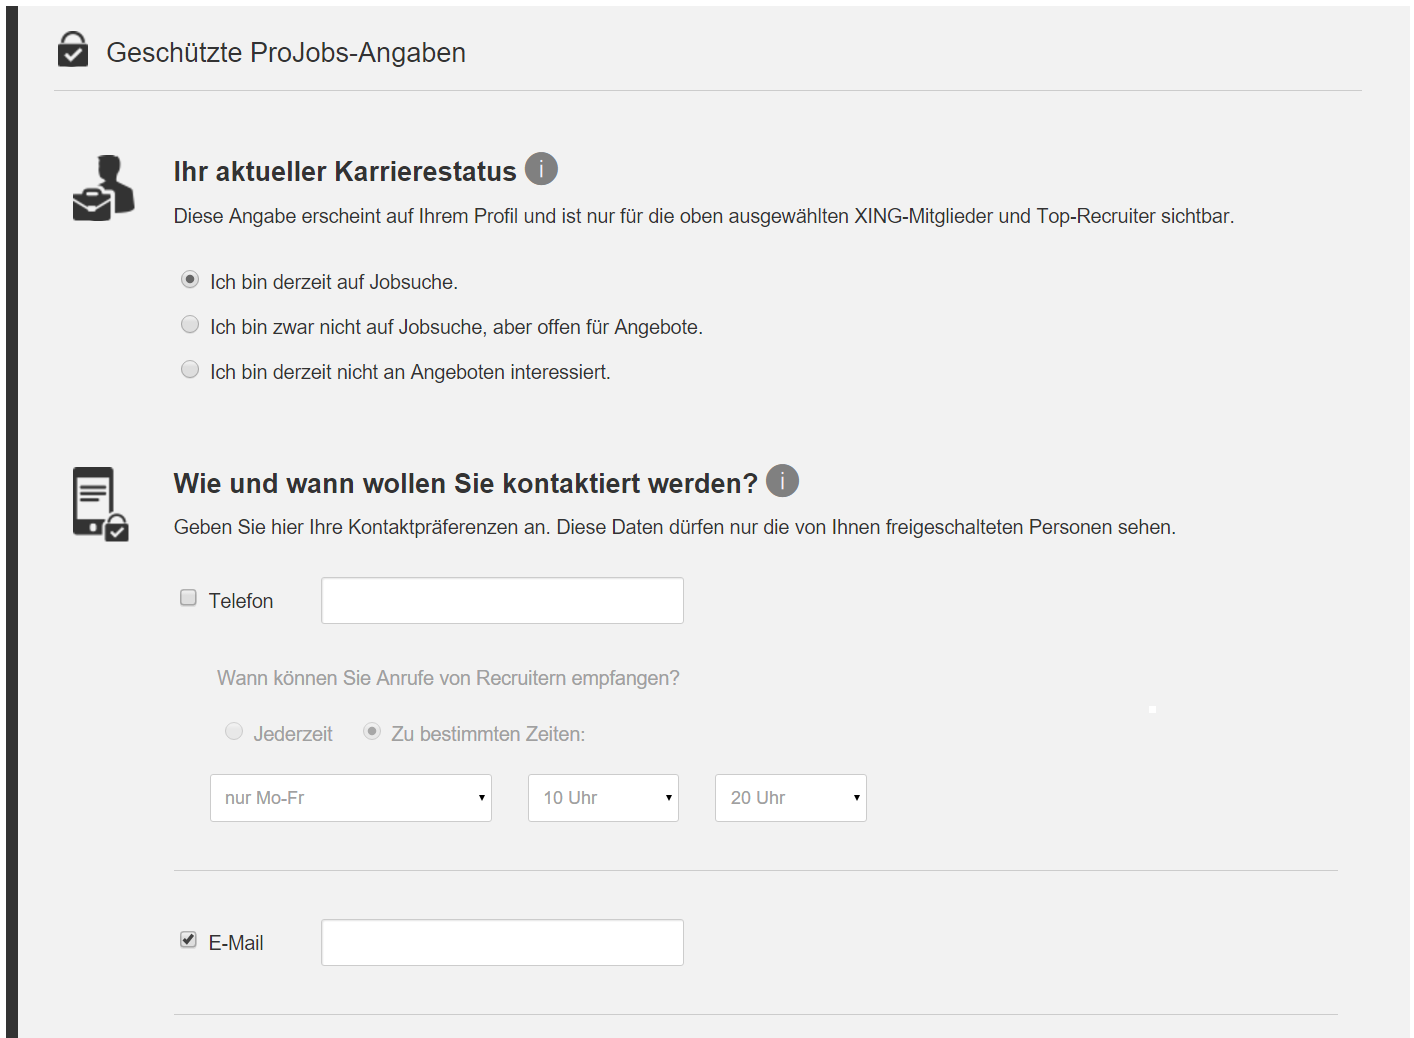 Geschützte ProJobs-Angaben
Ihr aktueller Karrierestatus i
Diese Angabe erscheint auf Ihrem Profil und ist nur für die oben ausgewählten XING-Mitglieder und Top-Recruiter sichtbar.
Ich bin derzeit auf Jobsuche.
Ich bin zwar nicht auf Jobsuche, aber offen für Angebote.
Ich bin derzeit nicht an Angeboten interessiert.
Wie und wann wollen Sie kontaktiert werden? i
Geben Sie hier Ihre Kontaktpräferenzen an. Diese Daten dürfen nur die von Ihnen freigeschalteten Personen sehen.
Telefon
Wann können Sie Anrufe von Recruitern empfangen?
Jederzeit Zu bestimmten Zeiten:
nur Mo-Fr 10 Uhr 20 Uhr
E-Mail